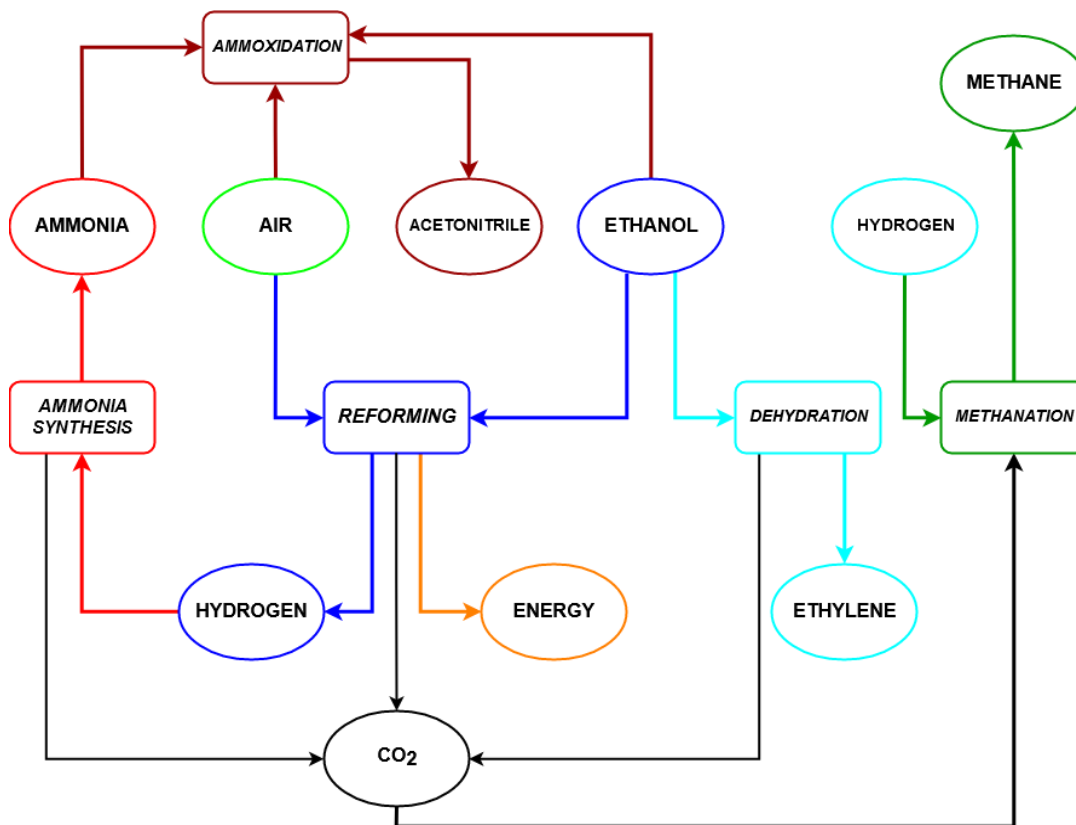 AMMOXIDATION
METHANE
AMMONIA
AIR
ACETONITRILE
ETHANOL
HYDROGEN
AMMONIA
SYNTHESIS
REFORMING
DEHYDRATION
METHANATION
HYDROGEN
ENERGY
ETHYLENE
CO2